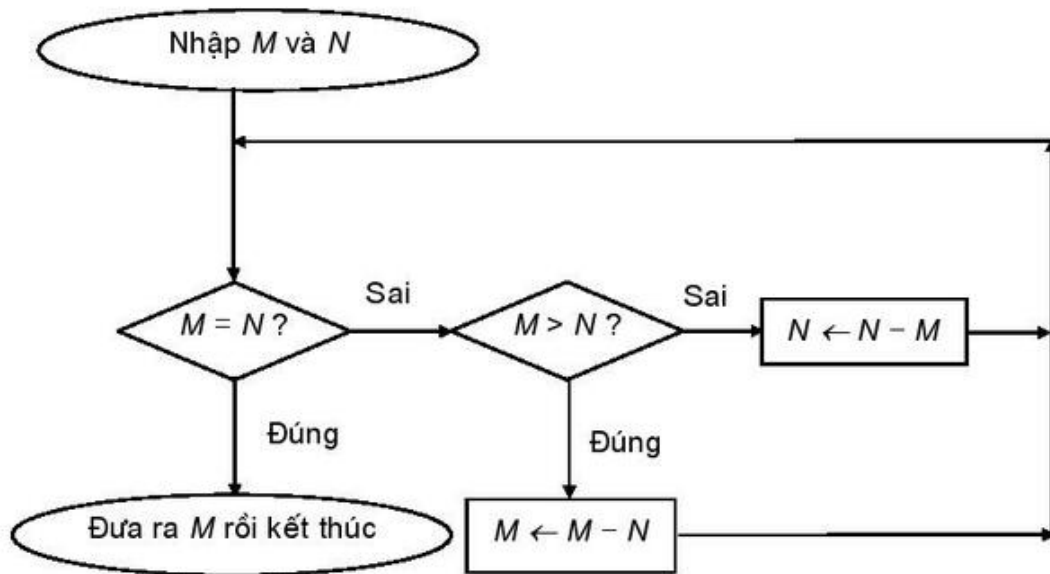 Nhập M và N
M = N ?
Sai
M > N ?
Sai
N ← N − M
Đúng
Đúng
Đưa ra M rồi kết thúc
M ← M − N